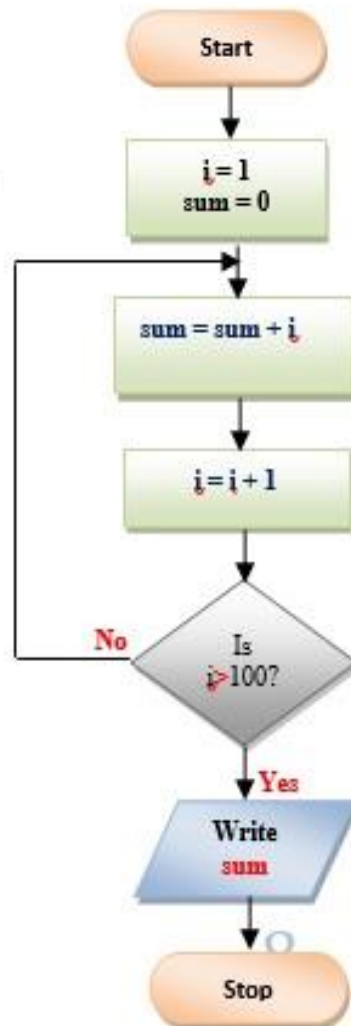 Start
i = 1
sum = 0
sum = sum + i
i = i + 1
Is
i>100?
No
Yes
Write
sum
Stop